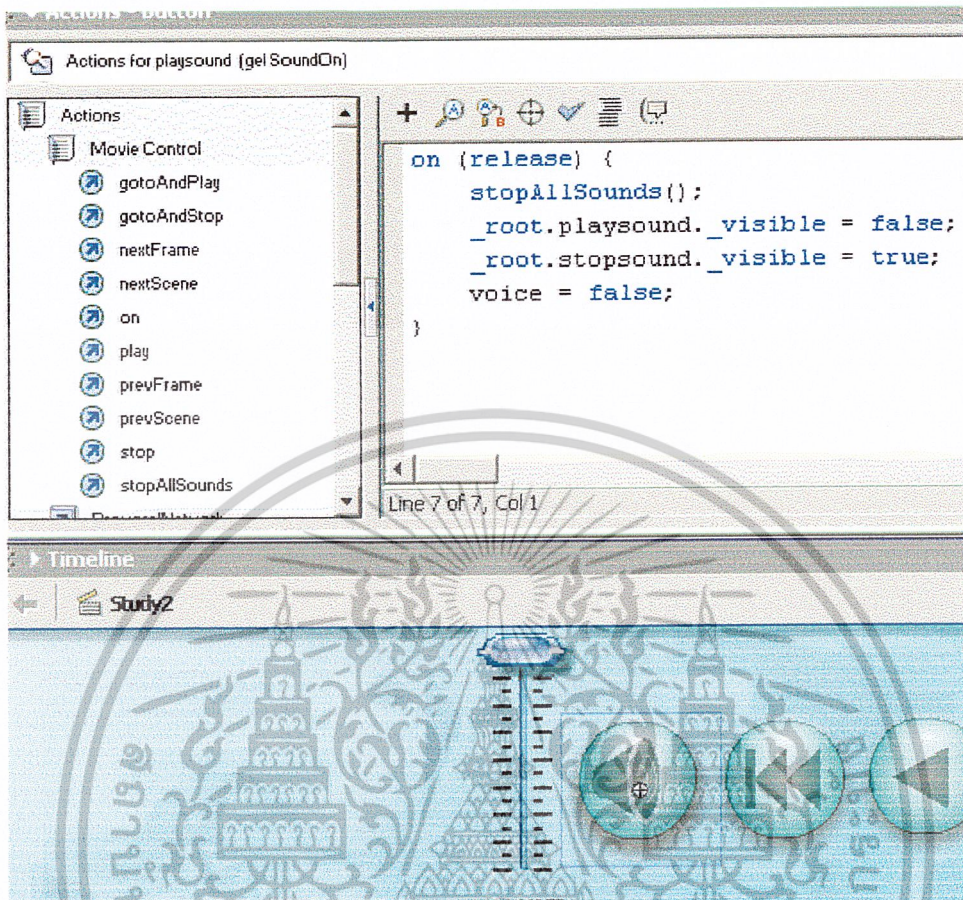 Actions - Button
Actions for playsound (gel SoundOn)
Actions
Movie Control
gotoAndPlay
gotoAndStop
nextFrame
nextScene
on
play
prevFrame
prevScene
stop
stopAllSounds
on (release) {
stopAllSounds();
_root.playsound._visible = false;
_root.stopsound._visible = true;
voice = false;
}
Line 7 of 7, Col 1
Timeline
Study2